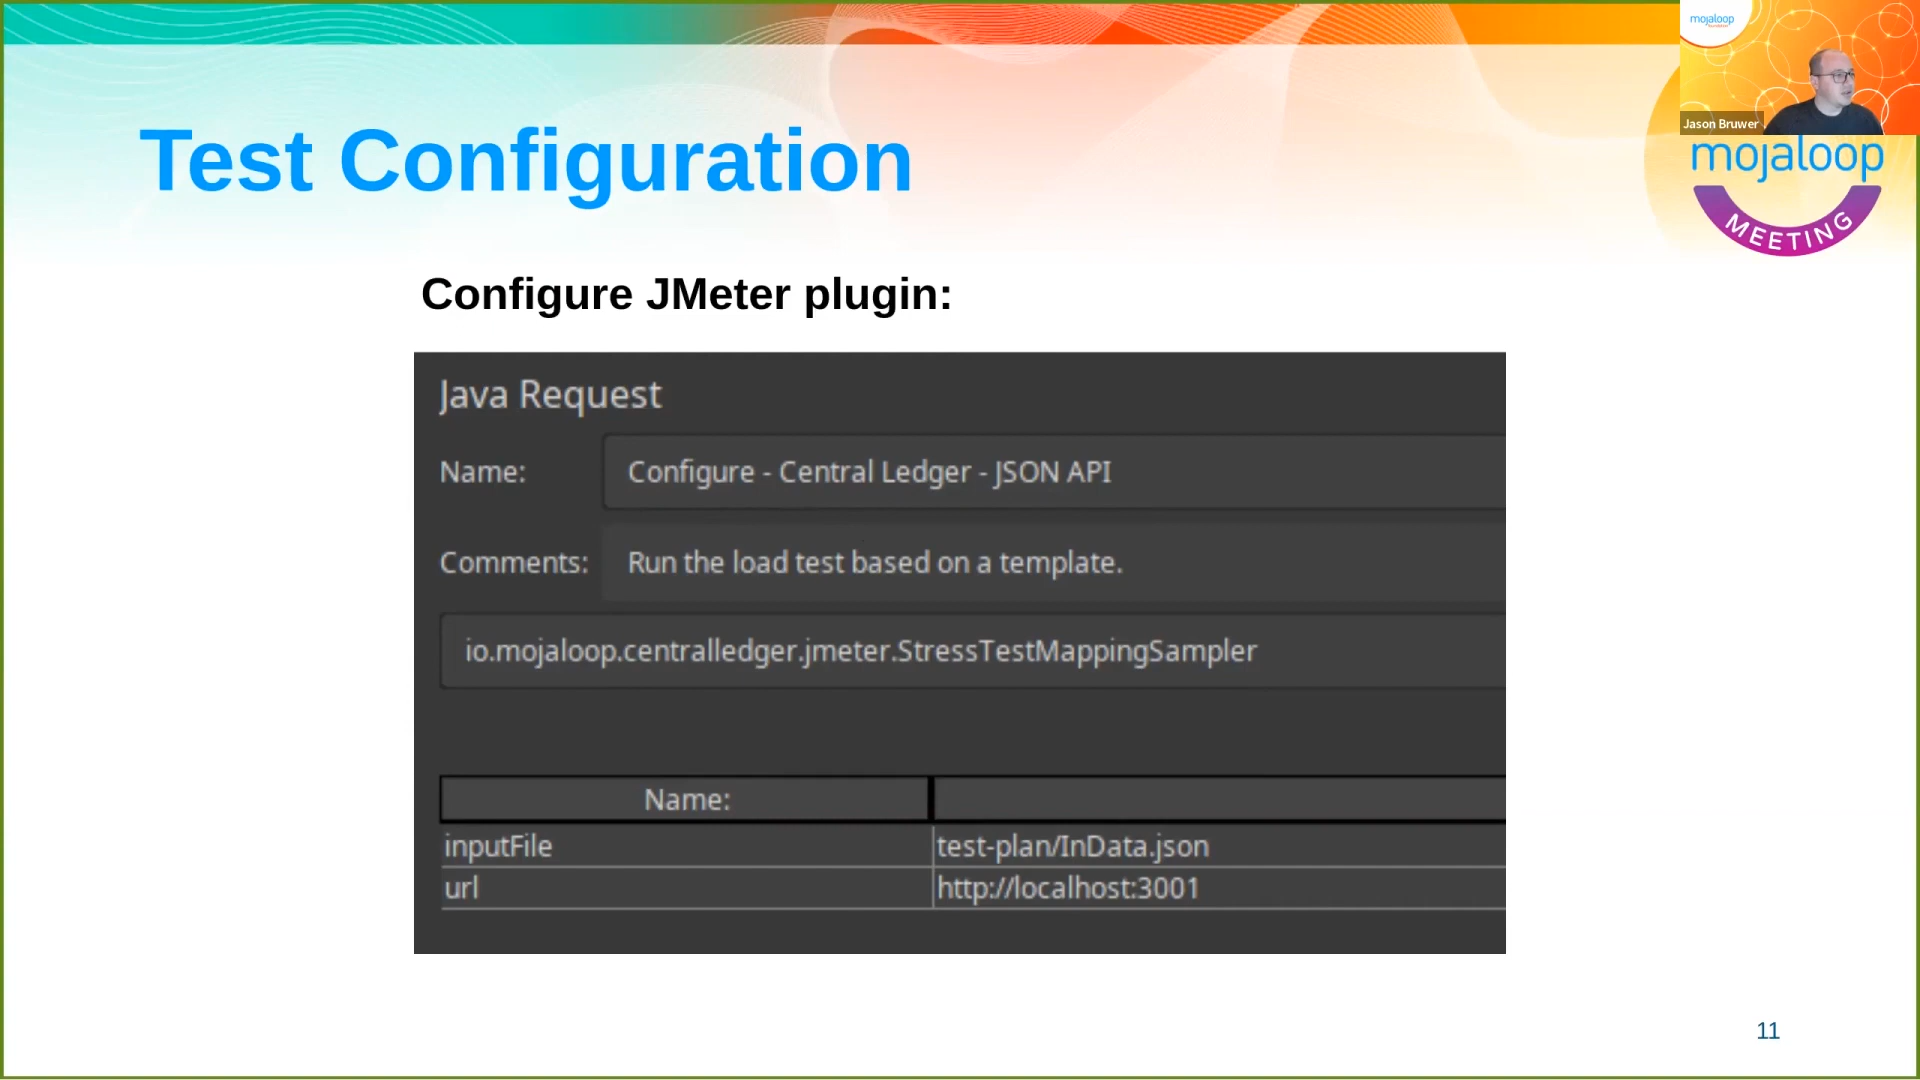 mojaloop
Jason Bruwer
mojaloop
MEETING
Test Configuration
Configure JMeter plugin:
Java Request
Name: Configure - Central Ledger - JSON API
Comments: Run the load test based on a template.
io.mojaloop.centralledger.jmeter.StressTestMappingSampler
Name:
inputFile test-plan/InData.json
url http://localhost:3001
11